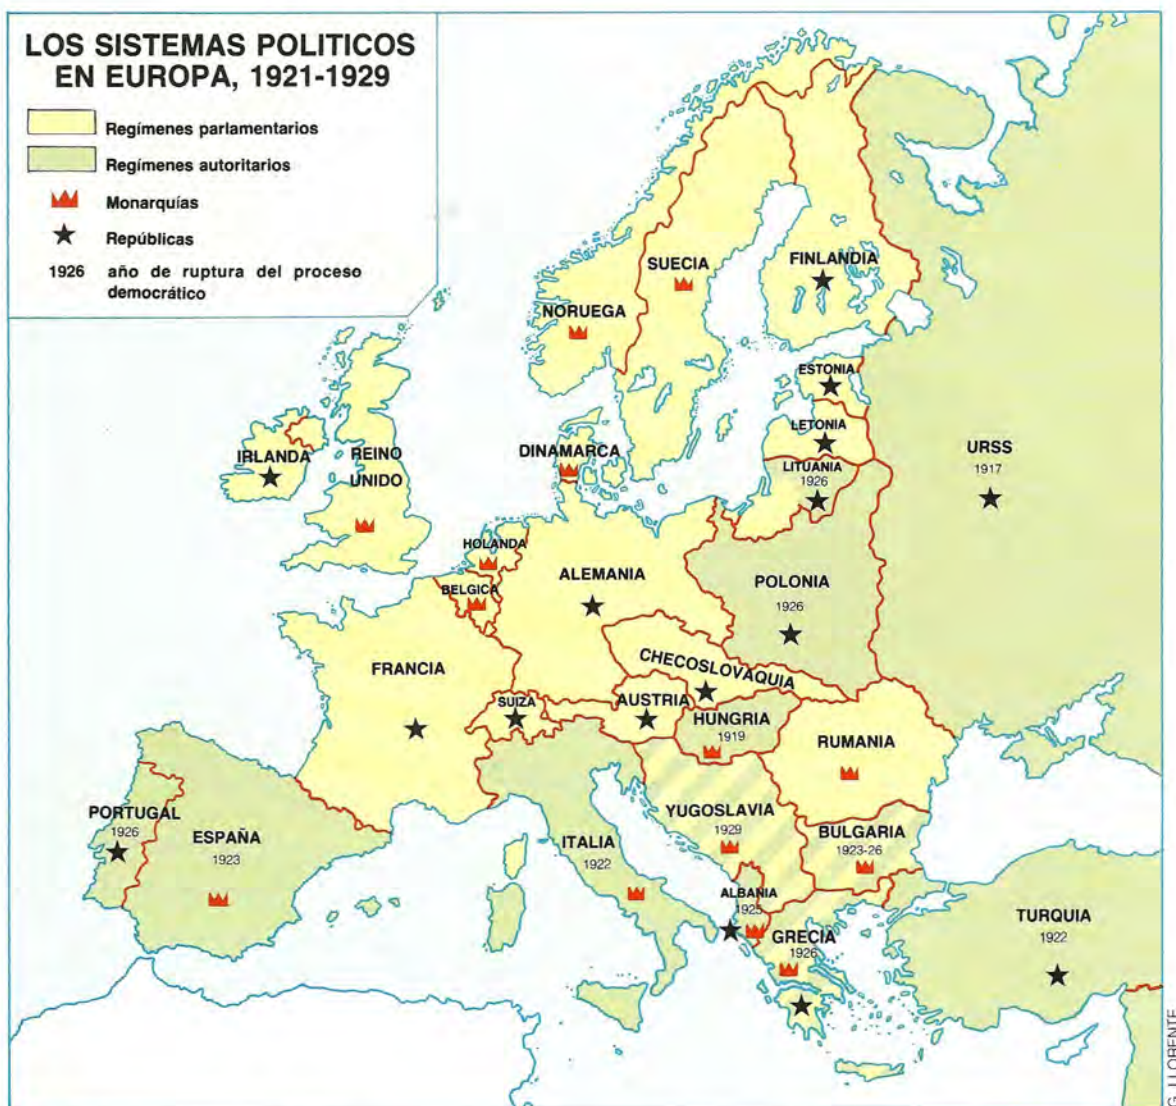 LOS SISTEMAS POLITICOS
EN EUROPA, 1921-1929
Regímenes parlamentarios
Regímenes autoritarios
Monarquías
Repúblicas
1926 año de ruptura del proceso
democrático
SUECIA
FINLANDIA
NORUEGA
ESTONIA
LETONIA
IRLANDA
REINO
UNIDO
DINAMARCA
LITUANIA
1926
URSS
1917
HOLANDA
BELGICA
ALEMANIA
POLONIA
1926
FRANCIA
CHECOSLOVAQUIA
SUIZA
AUSTRIA
HUNGRIA
1919
RUMANIA
PORTUGAL
1926
ESPAÑA
1923
ITALIA
1922
YUGOSLAVIA
1929
BULGARIA
1923-26
ALBANIA
1925
GRECIA
1926
TURQUIA
1922
G. LLORENTE